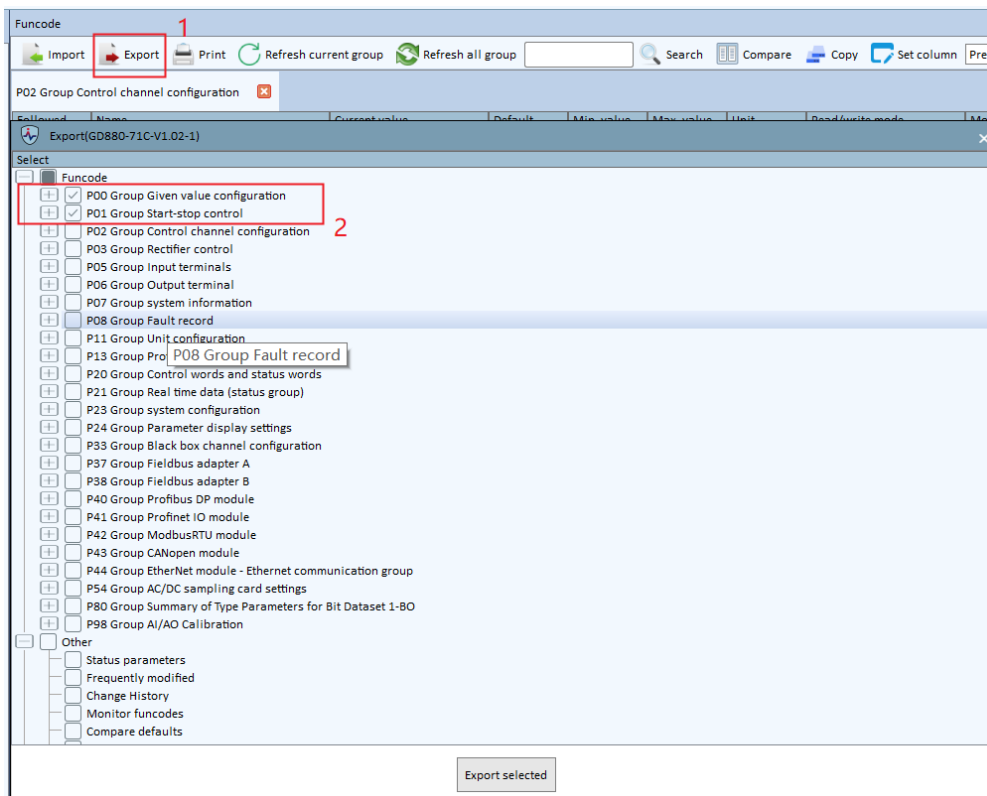 1
Funcode
Import Export Print Refresh current group Refresh all group Search Compare Copy Set column Pre
P02 Group Control channel configuration
Followed Name Current value Default Min. value Max. value Unit Read/write mode Mo
Export(GD880-71C-V1.02-1)
Select
Funcode
P00 Group Given value configuration
P01 Group Start-stop control
2
P02 Group Control channel configuration
P03 Group Rectifier control
P05 Group Input terminals
P06 Group Output terminal
P07 Group system information
P08 Group Fault record
P11 Group Unit configuration
P13 Group Pro
P08 Group Fault record
P20 Group Control words and status words
P21 Group Real time data (status group)
P23 Group system configuration
P24 Group Parameter display settings
P33 Group Black box channel configuration
P37 Group Fieldbus adapter A
P38 Group Fieldbus adapter B
P40 Group Profibus DP module
P41 Group Profinet IO module
P42 Group ModbusRTU module
P43 Group CANopen module
P44 Group EtherNet module - Ethernet communication group
P54 Group AC/DC sampling card settings
P80 Group Summary of Type Parameters for Bit Dataset 1-BO
P98 Group AI/AO Calibration
Other
Status parameters
Frequently modified
Change History
Monitor funcodes
Compare defaults
Export selected